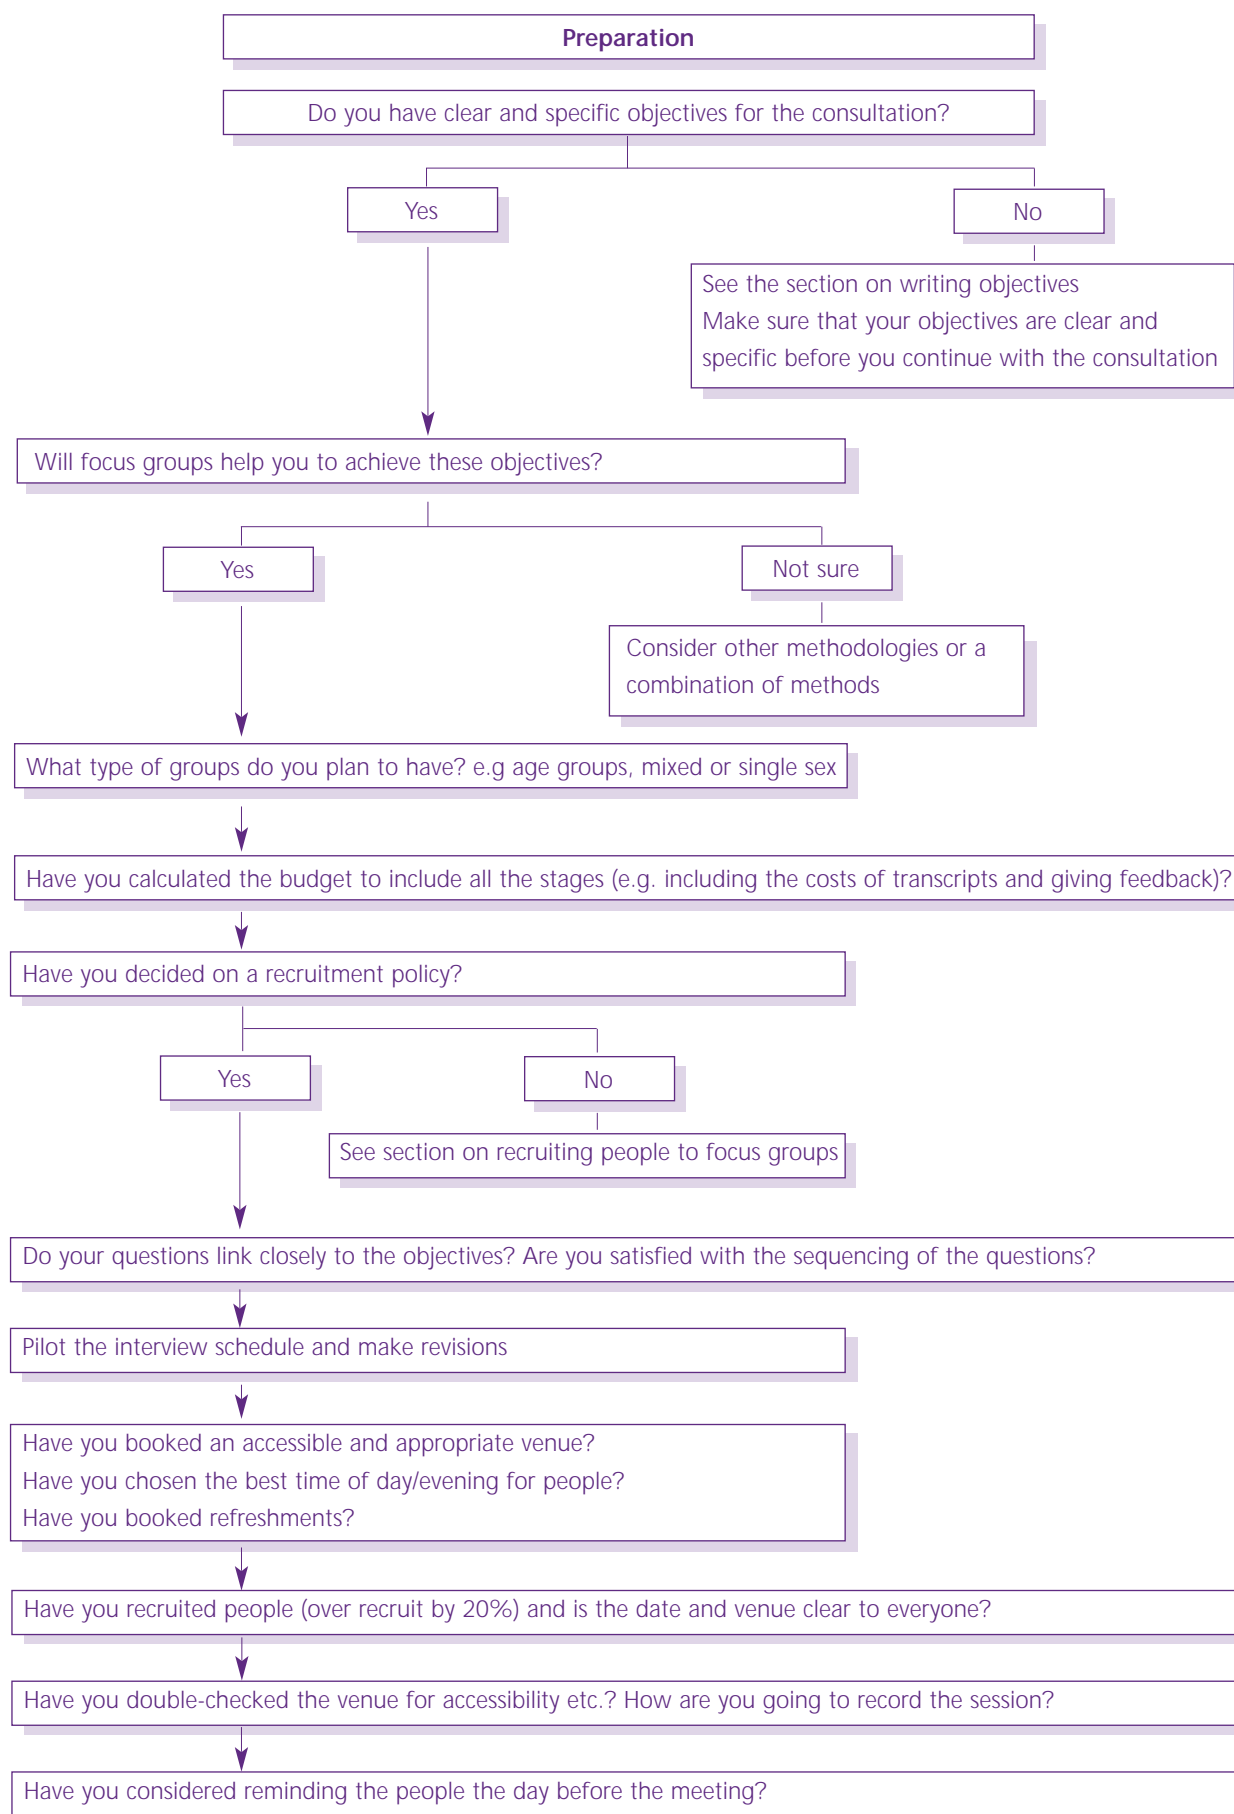 Preparation
Do you have clear and specific objectives for the consultation?
Yes
No
See the section on writing objectives
Make sure that your objectives are clear and
specific before you continue with the consultation
Will focus groups help you to achieve these objectives?
Yes
Not sure
Consider other methodologies or a
combination of methods
What type of groups do you plan to have? e.g age groups, mixed or single sex
Have you calculated the budget to include all the stages (e.g. including the costs of transcripts and giving feedback)?
Have you decided on a recruitment policy?
Yes
No
See section on recruiting people to focus groups
Do your questions link closely to the objectives? Are you satisfied with the sequencing of the questions?
Pilot the interview schedule and make revisions
Have you booked an accessible and appropriate venue?
Have you chosen the best time of day/evening for people?
Have you booked refreshments?
Have you recruited people (over recruit by 20%) and is the date and venue clear to everyone?
Have you double-checked the venue for accessibility etc.? How are you going to record the session?
Have you considered reminding the people the day before the meeting?